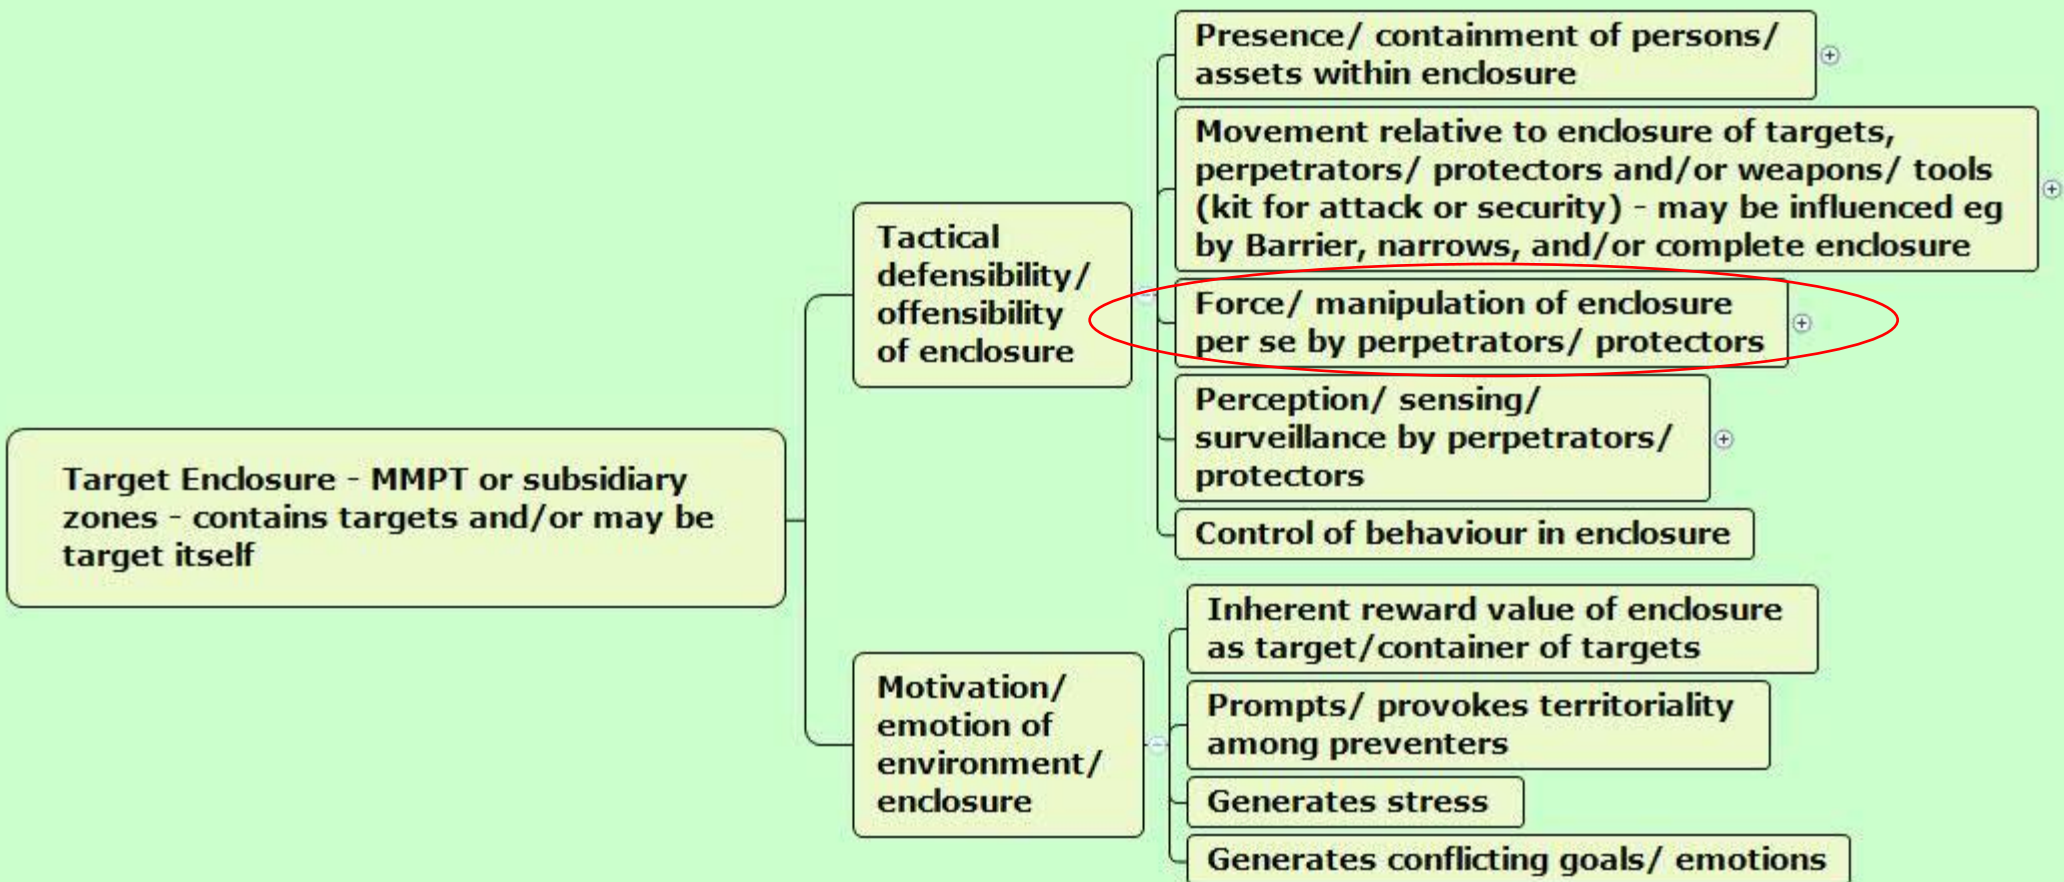 Target Enclosure - MMPT or subsidiary
zones - contains targets and/or may be
target itself
Tactical
defensibility/
offensibility
of enclosure
Presence/ containment of persons/
assets within enclosure
Movement relative to enclosure of targets,
perpetrators/ protectors and/or weapons/ tools
(kit for attack or security) - may be influenced eg
by Barrier, narrows, and/or complete enclosure
Force/ manipulation of enclosure
per se by perpetrators/ protectors
Perception/ sensing/
surveillance by perpetrators/
protectors
Control of behaviour in enclosure
Motivation/
emotion of
environment/
enclosure
Inherent reward value of enclosure
as target/container of targets
Prompts/ provokes territoriality
among preventers
Generates stress
Generates conflicting goals/ emotions